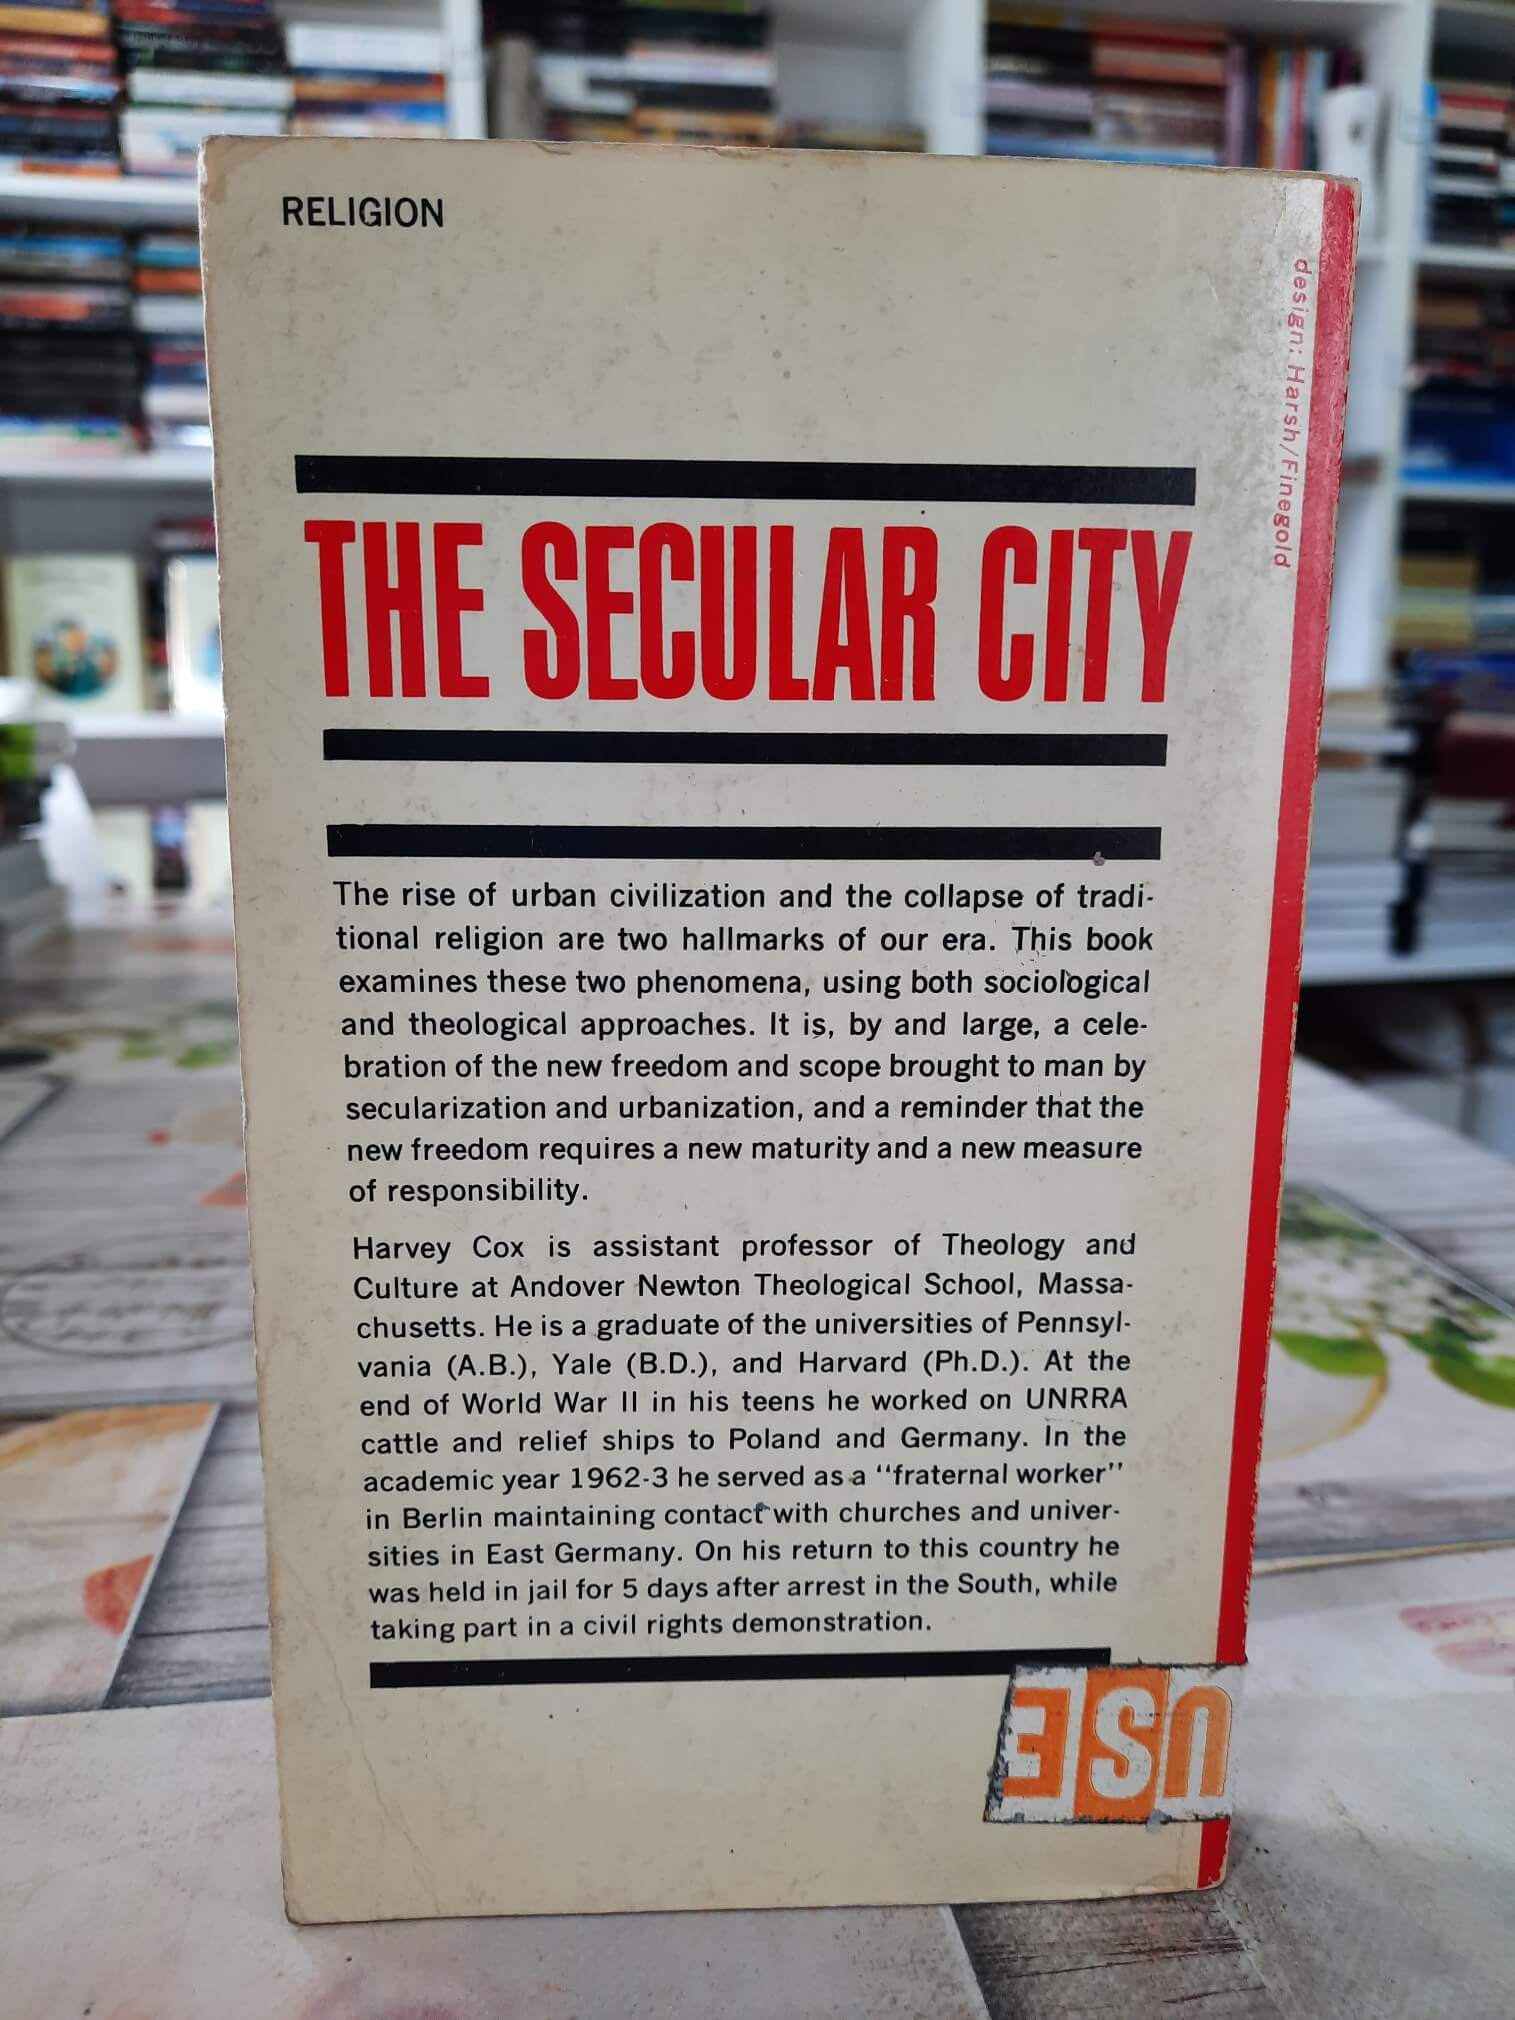 RELIGION
design: Harsh/Finegold
THE SECULAR CITY
The rise of urban civilization and the collapse of tradi-
tional religion are two hallmarks of our era. This book
examines these two phenomena, using both sociological
and theological approaches. It is, by and large, a cele-
bration of the new freedom and scope brought to man by
secularization and urbanization, and a reminder that the
new freedom requires a new maturity and a new measure
of responsibility.
Harvey Cox is assistant professor of Theology and
Culture at Andover Newton Theological School, Massa-
chusetts. He is a graduate of the universities of Pennsyl-
vania (A.B.), Yale (B.D.), and Harvard (Ph.D.). At the
end of World War II in his teens he worked on UNRRA
cattle and relief ships to Poland and Germany. In the
academic year 1962-3 he served as a “fraternal worker”
in Berlin maintaining contact with churches and univer-
sities in East Germany. On his return to this country he
was held in jail for 5 days after arrest in the South, while
taking part in a civil rights demonstration.
USE